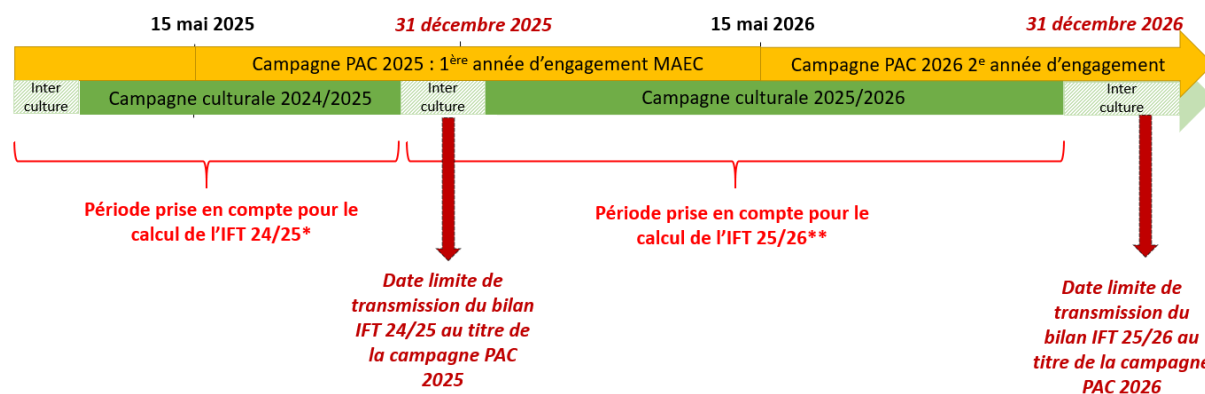 15 mai 2025
31 décembre 2025
15 mai 2026
31 décembre 2026
Campagne PAC 2025 : 1ère année d'engagement MAEC
Campagne PAC 2026 2e année d'engagement
Inter
culture
Campagne culturale 2024/2025
Inter
culture
Campagne culturale 2025/2026
Inter
culture
Période prise en compte pour le
calcul de l'IFT 24/25*
Période prise en compte pour le
calcul de l'IFT 25/26**
Date limite de
transmission du bilan
IFT 24/25 au titre de
la campagne PAC
2025
Date limite de
transmission du
bilan IFT 25/26 au
titre de la campagne
PAC 2026